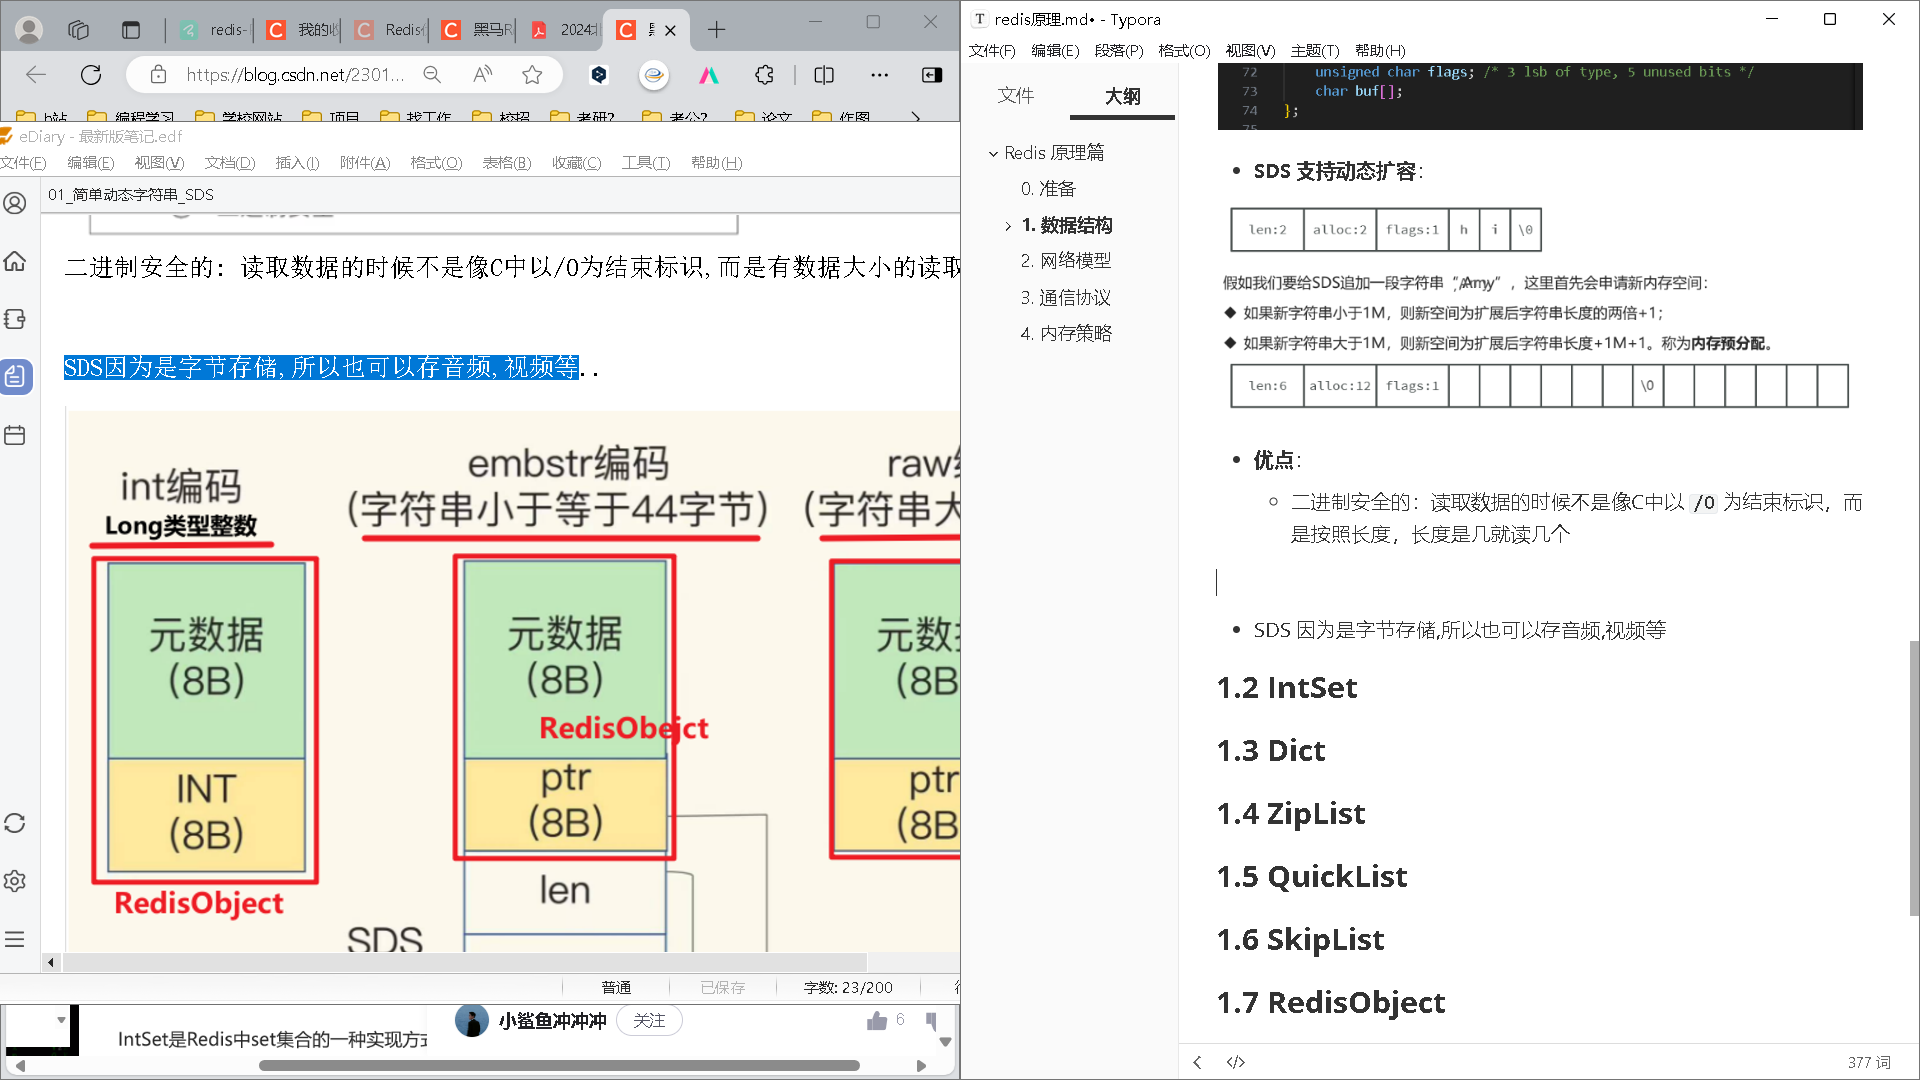 redis-
我的收
Redis
黑马R
2024
https://blog.csdn.net/2301...
b站
编程学习
学校网站
项目
找工作
校招
考研?
考公?
论文
作图
eDiary - 最新版笔记.edf
文件(F) 编辑(E) 视图(V) 文档(D) 插入(I) 附件(A) 格式(O) 表格(B) 收藏(C) 工具(T) 帮助(H)
01_简单动态字符串_SDS
二进制安全的: 读取数据的时候不是像C中以/0为结束标识,而是有数据大小的读取
SDS因为是字节存储,所以也可以存音频,视频等..
int编码
Long类型整数
元数据
(8B)
INT
(8B)
RedisObject
embstr编码
(字符串小于等于44字节)
元数据
(8B)
RedisObejct
ptr
(8B)
len
SDS
raw
(字符串大
元数
(8B
ptr
(8B
普通
已保存
字数: 23/200
IntSet是Redis中set集合的一种实现方式
小鲨鱼冲冲冲
关注
6
redis原理.md• - Typora
文件(F) 编辑(E) 段落(P) 格式(O) 视图(V) 主题(T) 帮助(H)
文件
大纲
Redis 原理篇
0. 准备
1. 数据结构
2. 网络模型
3. 通信协议
4. 内存策略
72 unsigned char flags; /* 3 lsb of type, 5 unused bits */
73 char buf[];
74 };
75
SDS 支持动态扩容:
len:2 alloc:2 flags:1 h i \0
假如我们要给SDS追加一段字符串“,Amy”，这里首先会申请新内存空间:
◆ 如果新字符串小于1M，则新空间为扩展后字符串长度的两倍+1;
◆ 如果新字符串大于1M，则新空间为扩展后字符串长度+1M+1。称为内存预分配。
len:6 alloc:12 flags:1 \0
优点:
二进制安全的：读取数据的时候不是像C中以 /0 为结束标识，而
是按照长度，长度是几就读几个
SDS 因为是字节存储,所以也可以存音频,视频等
1.2 IntSet
1.3 Dict
1.4 ZipList
1.5 QuickList
1.6 SkipList
1.7 RedisObject
377 词